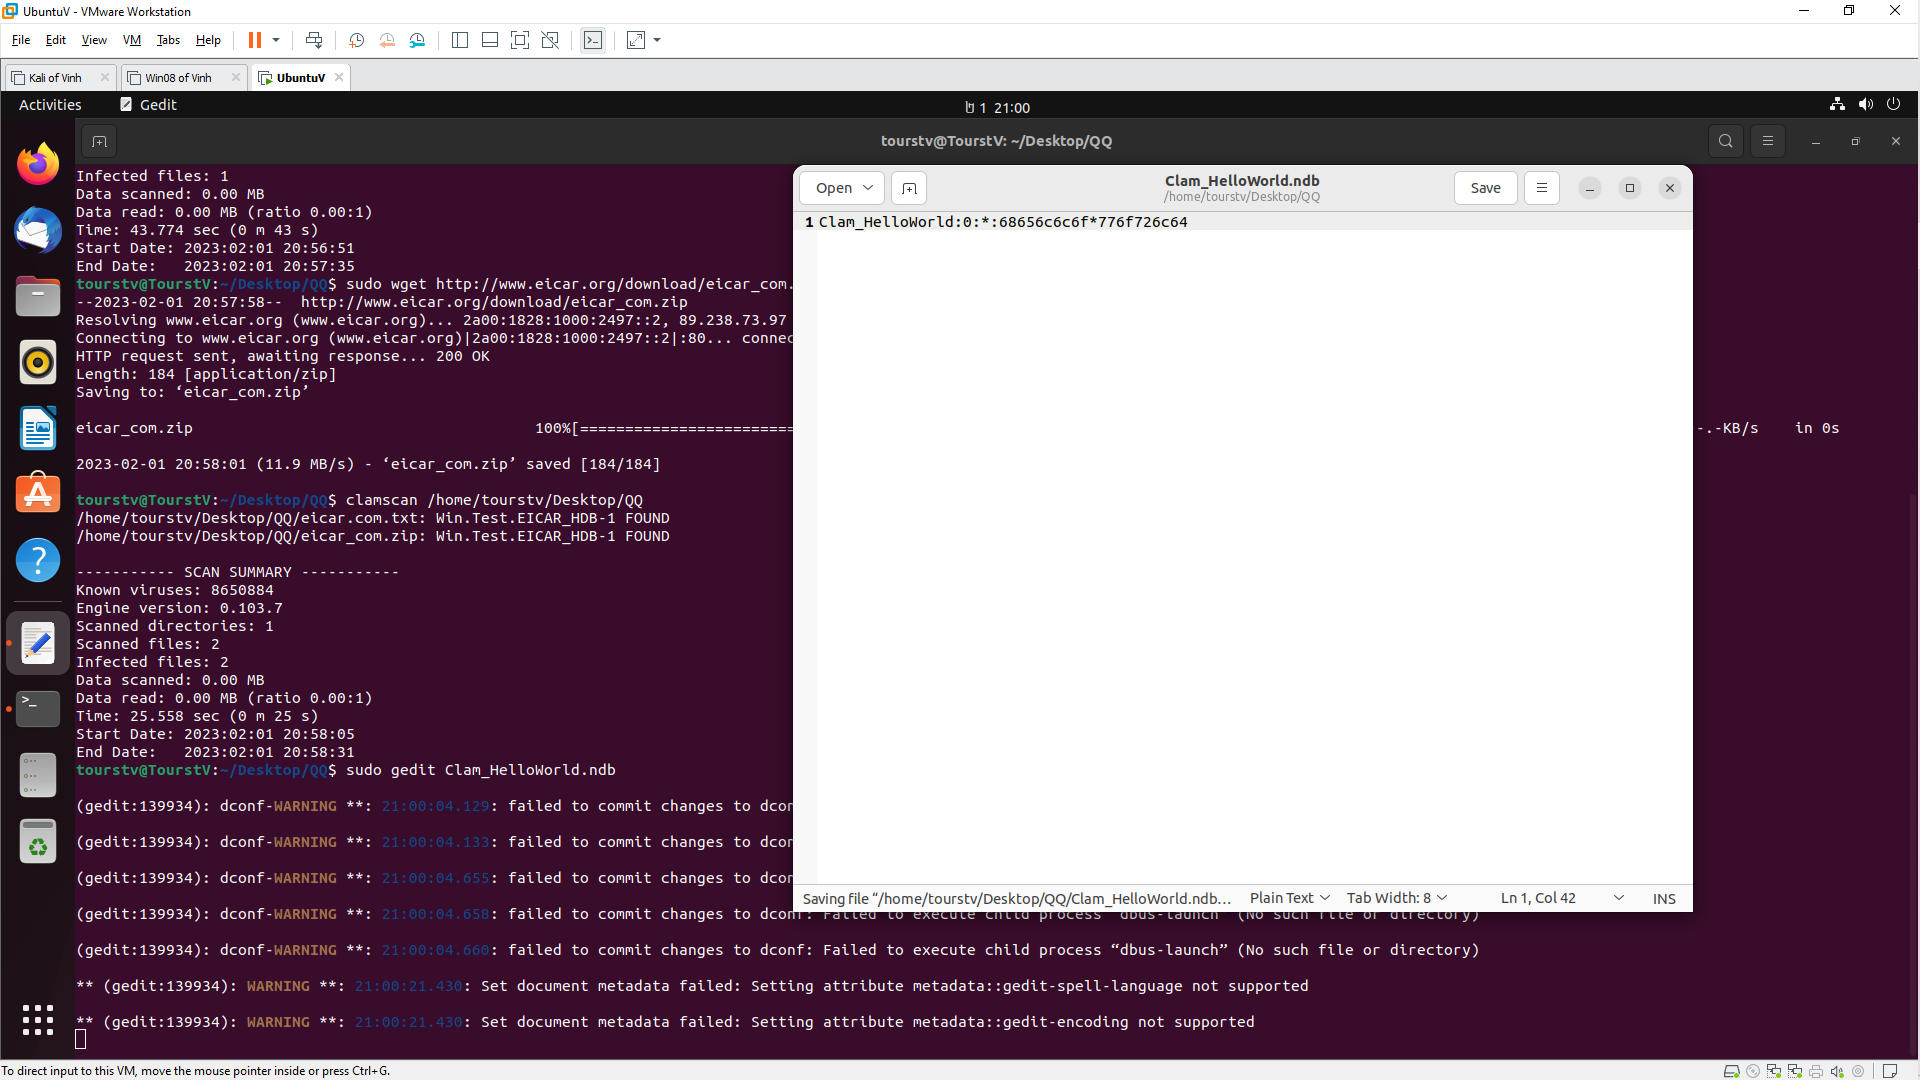 UbuntuV - VMware Workstation
File Edit View VM Tabs Help
Kali of Vinh
Win08 of Vinh
UbuntuV
Activities Gedit
1 21:00
tourstv@TourstV: ~/Desktop/QQ
Infected files: 1
Data scanned: 0.00 MB
Data read: 0.00 MB (ratio 0.00:1)
Time: 43.774 sec (0 m 43 s)
Start Date: 2023:02:01 20:56:51
End Date:   2023:02:01 20:57:35
tourstv@TourstV:~/Desktop/QQ$ sudo wget http://www.eicar.org/download/eicar_com.
--2023-02-01 20:57:58--  http://www.eicar.org/download/eicar_com.zip
Resolving www.eicar.org (www.eicar.org)... 2a00:1828:1000:2497::2, 89.238.73.97
Connecting to www.eicar.org (www.eicar.org)|2a00:1828:1000:2497::2|:80... connec
HTTP request sent, awaiting response... 200 OK
Length: 184 [application/zip]
Saving to: ‘eicar_com.zip’
eicar_com.zip 100%[======================== -.-KB/s    in 0s
2023-02-01 20:58:01 (11.9 MB/s) - ‘eicar_com.zip’ saved [184/184]
tourstv@TourstV:~/Desktop/QQ$ clamscan /home/tourstv/Desktop/QQ
/home/tourstv/Desktop/QQ/eicar.com.txt: Win.Test.EICAR_HDB-1 FOUND
/home/tourstv/Desktop/QQ/eicar_com.zip: Win.Test.EICAR_HDB-1 FOUND
----------- SCAN SUMMARY -----------
Known viruses: 8650884
Engine version: 0.103.7
Scanned directories: 1
Scanned files: 2
Infected files: 2
Data scanned: 0.00 MB
Data read: 0.00 MB (ratio 0.00:1)
Time: 25.558 sec (0 m 25 s)
Start Date: 2023:02:01 20:58:05
End Date:   2023:02:01 20:58:31
tourstv@TourstV:~/Desktop/QQ$ sudo gedit Clam_HelloWorld.ndb
(gedit:139934): dconf-WARNING **: 21:00:04.129: failed to commit changes to dcon
(gedit:139934): dconf-WARNING **: 21:00:04.133: failed to commit changes to dcon
(gedit:139934): dconf-WARNING **: 21:00:04.655: failed to commit changes to dcon
(gedit:139934): dconf-WARNING **: 21:00:04.658: failed to commit changes to dconf: Failed to execute child process “dbus-launch” (No such file or directory)
(gedit:139934): dconf-WARNING **: 21:00:04.660: failed to commit changes to dconf: Failed to execute child process “dbus-launch” (No such file or directory)
** (gedit:139934): WARNING **: 21:00:21.430: Set document metadata failed: Setting attribute metadata::gedit-spell-language not supported
** (gedit:139934): WARNING **: 21:00:21.430: Set document metadata failed: Setting attribute metadata::gedit-encoding not supported
Open
Clam_HelloWorld.ndb
/home/tourstv/Desktop/QQ
Save
1 Clam_HelloWorld:0:*:68656c6c6f*776f726c64
Saving file “/home/tourstv/Desktop/QQ/Clam_HelloWorld.ndb… Plain Text Tab Width: 8 Ln 1, Col 42 INS
To direct input to this VM, move the mouse pointer inside or press Ctrl+G.